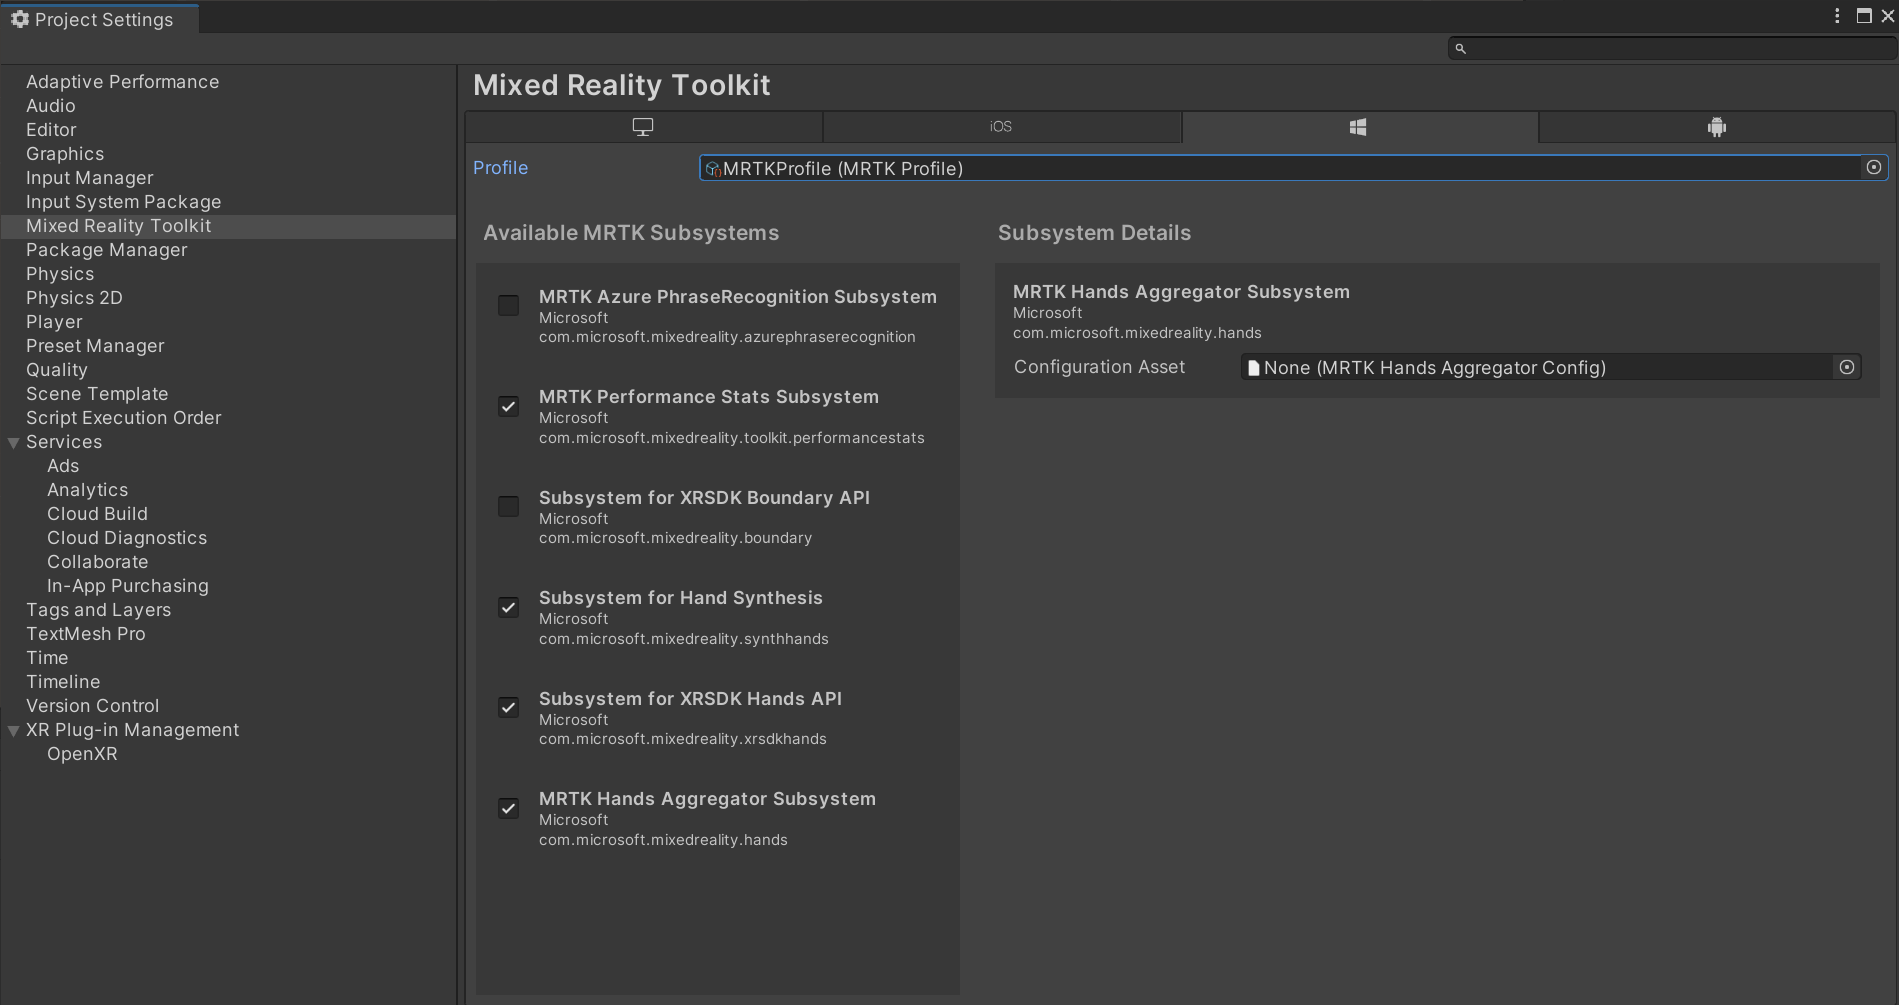 Project Settings
Adaptive Performance
Audio
Editor
Graphics
Input Manager
Input System Package
Mixed Reality Toolkit
Package Manager
Physics
Physics 2D
Player
Preset Manager
Quality
Scene Template
Script Execution Order
Services
Ads
Analytics
Cloud Build
Cloud Diagnostics
Collaborate
In-App Purchasing
Tags and Layers
TextMesh Pro
Time
Timeline
Version Control
XR Plug-in Management
OpenXR
Mixed Reality Toolkit
iOS
Profile
MRTKProfile (MRTK Profile)
Available MRTK Subsystems
MRTK Azure PhraseRecognition Subsystem
Microsoft
com.microsoft.mixedreality.azurephraserecognition
MRTK Performance Stats Subsystem
Microsoft
com.microsoft.mixedreality.toolkit.performancestats
Subsystem for XRSDK Boundary API
Microsoft
com.microsoft.mixedreality.boundary
Subsystem for Hand Synthesis
Microsoft
com.microsoft.mixedreality.synthhands
Subsystem for XRSDK Hands API
Microsoft
com.microsoft.mixedreality.xrsdkhands
MRTK Hands Aggregator Subsystem
Microsoft
com.microsoft.mixedreality.hands
Subsystem Details
MRTK Hands Aggregator Subsystem
Microsoft
com.microsoft.mixedreality.hands
Configuration Asset
None (MRTK Hands Aggregator Config)